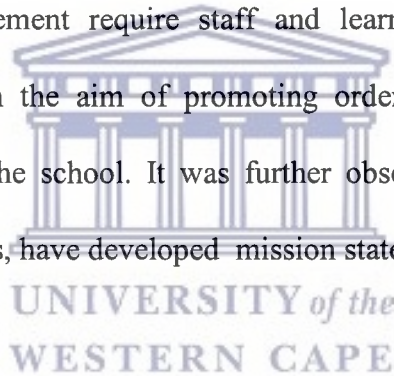 ement require staff and learn
the aim of promoting order
he school. It was further obse
s, have developed mission state
UNIVERSITY of the
WESTERN CAPE